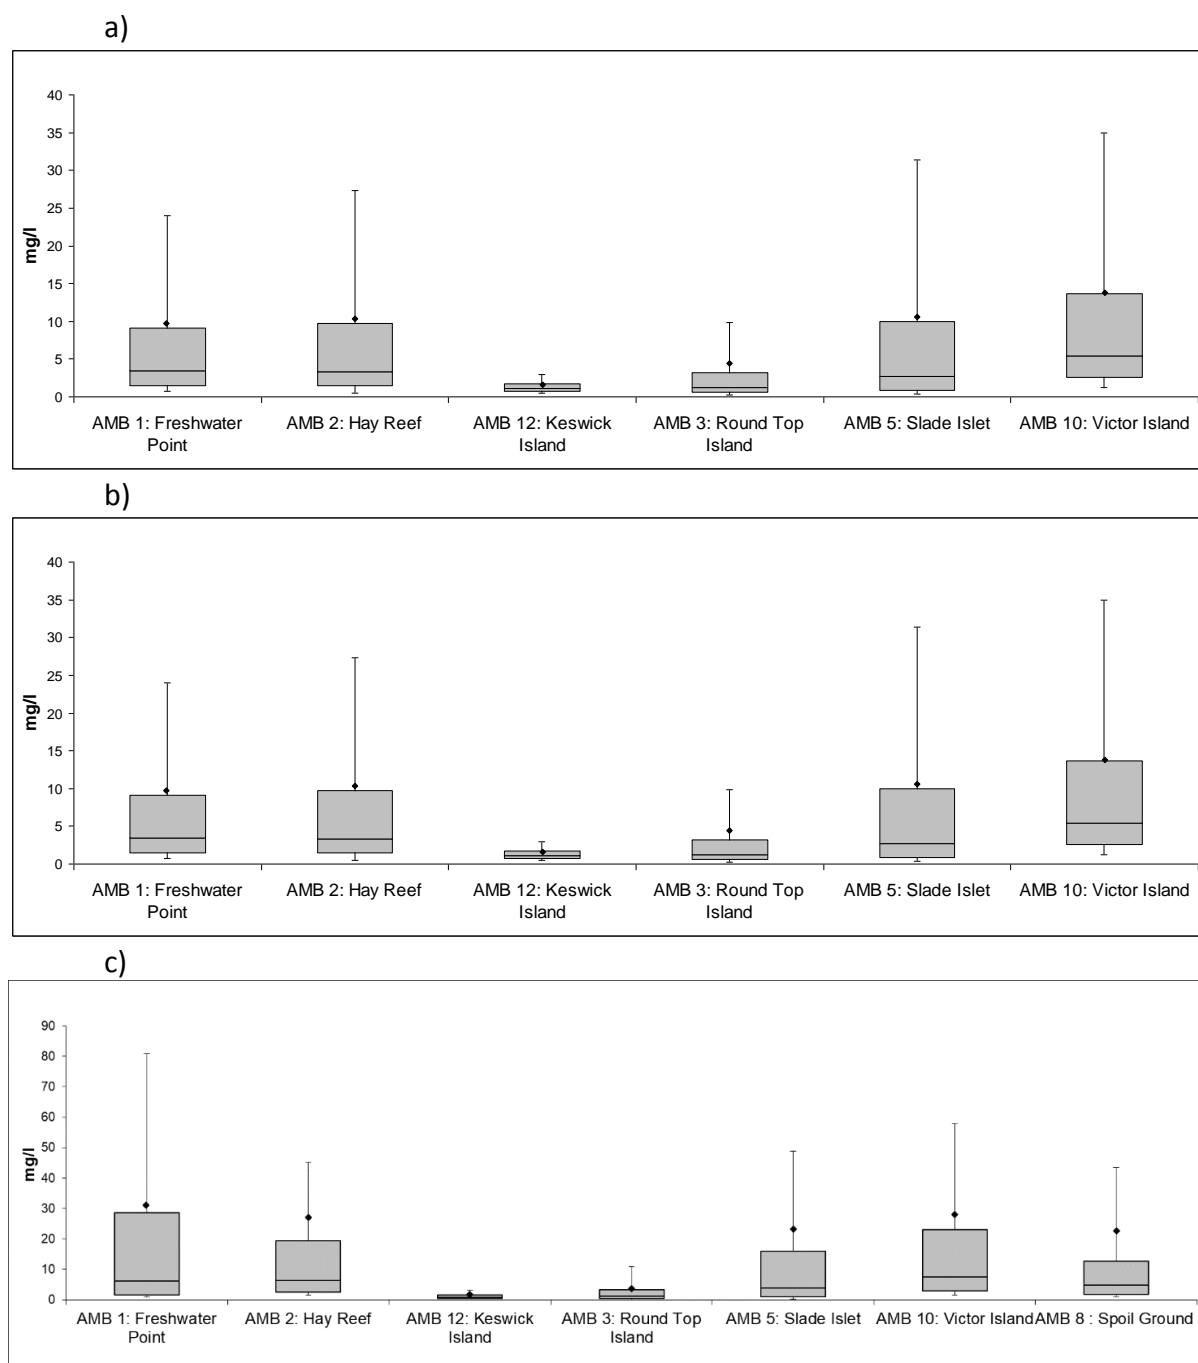 a)
40
35
30
25
20
15
10
5
0
mg/l
AMB 1: Freshwater Point
AMB 2: Hay Reef
AMB 12: Keswick Island
AMB 3: Round Top Island
AMB 5: Slade Islet
AMB 10: Victor Island
b)
40
35
30
25
20
15
10
5
0
mg/l
AMB 1: Freshwater Point
AMB 2: Hay Reef
AMB 12: Keswick Island
AMB 3: Round Top Island
AMB 5: Slade Islet
AMB 10: Victor Island
c)
90
80
70
60
50
40
30
20
10
0
mg/l
AMB 1: Freshwater Point
AMB 2: Hay Reef
AMB 12: Keswick Island
AMB 3: Round Top Island
AMB 5: Slade Islet
AMB 10: Victor Island
AMB 8 : Spoil Ground